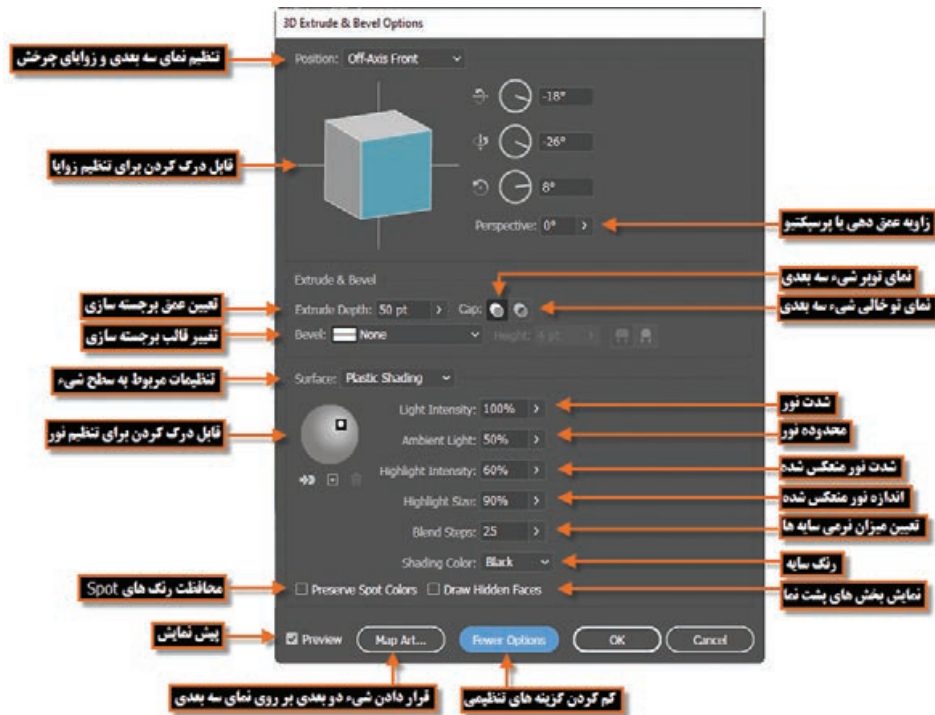 3D Extrude & Bevel Options
تنظیم نمای سه بعدی و زوایای چرخش
Position: Off-Axis Front
-18°
-26°
قابل درک کردن برای تنظیم زوایا
8°
Perspective: 0°
زاویه عمق دهی یا پرسپکتیو
Extrude & Bevel
نمای توپر شیء سه بعدی
تعیین عمق برجسته سازی
Extrude Depth: 50 pt
Cap:
نمای تو خالی شیء سه بعدی
تغییر قالب برجسته سازی
Bevel: None
Height: 4 pt
تنظیمات مربوط به سطح شیء
Surface: Plastic Shading
Light Intensity: 100%
شدت نور
قابل درک کردن برای تنظیم نور
Ambient Light: 50%
محدوده نور
Highlight Intensity: 60%
شدت نور منعکس شده
Highlight Size: 90%
اندازه نور منعکس شده
Blend Steps: 25
تعیین میزان نرمی سایه ها
Shading Color: Black
رنگ سایه
محافظت رنگ های Spot
Preserve Spot Colors
Draw Hidden Faces
نمایش بخش های پشت نما
پیش نمایش
Preview
Map Art...
Fewer Options
OK
Cancel
قرار دادن شیء دو بعدی بر روی نمای سه بعدی
کم کردن گزینه های تنظیمی